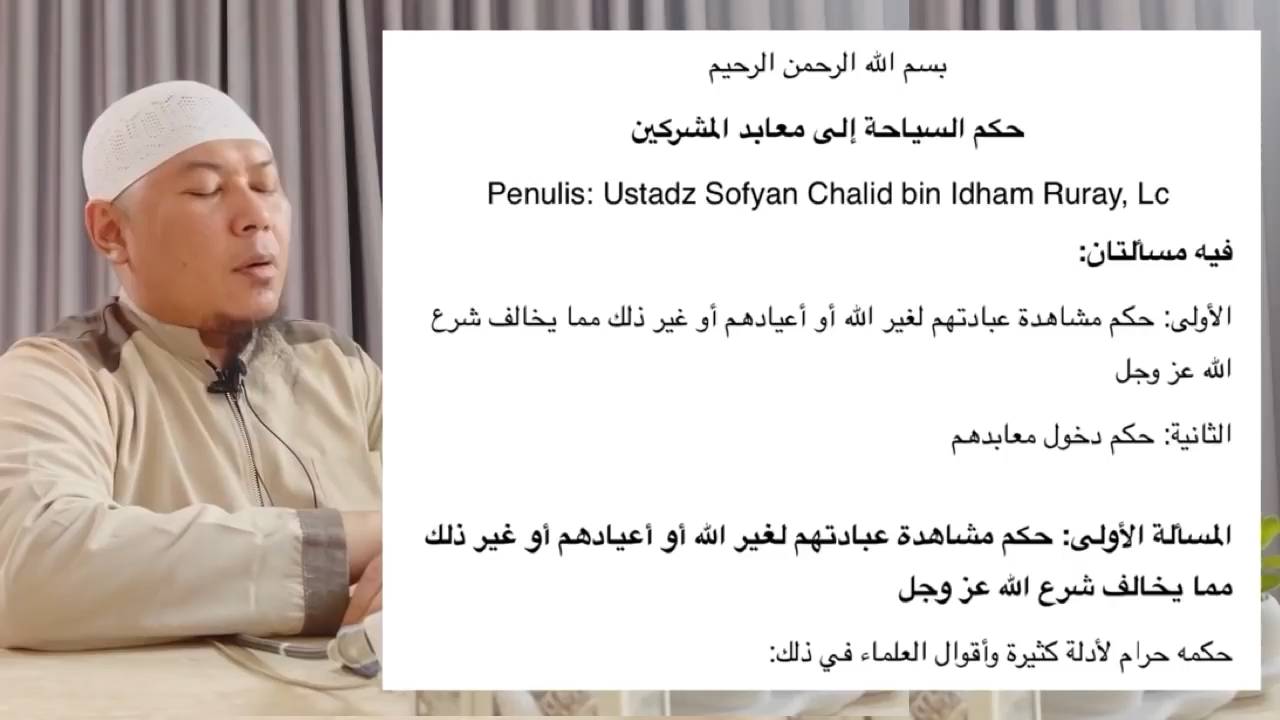 بسم الله الرحمن الرحيم
حكم السياحة إلى معابد المشركين
Penulis: Ustadz Sofyan Chalid bin Idham Ruray, Lc
فيه مسألتان:
الأولى: حكم مشاهدة عبادتهم لغير الله أو أعيادهم أو غير ذلك مما يخالف شرع
الله عز وجل
الثانية: حكم دخول معابدهم
المسألة الأولى: حكم مشاهدة عبادتهم لغير الله أو أعيادهم أو غير ذلك
مما يخالف شرع الله عز وجل
حكمه حرام لأدلة كثيرة وأقوال العلماء في ذلك: